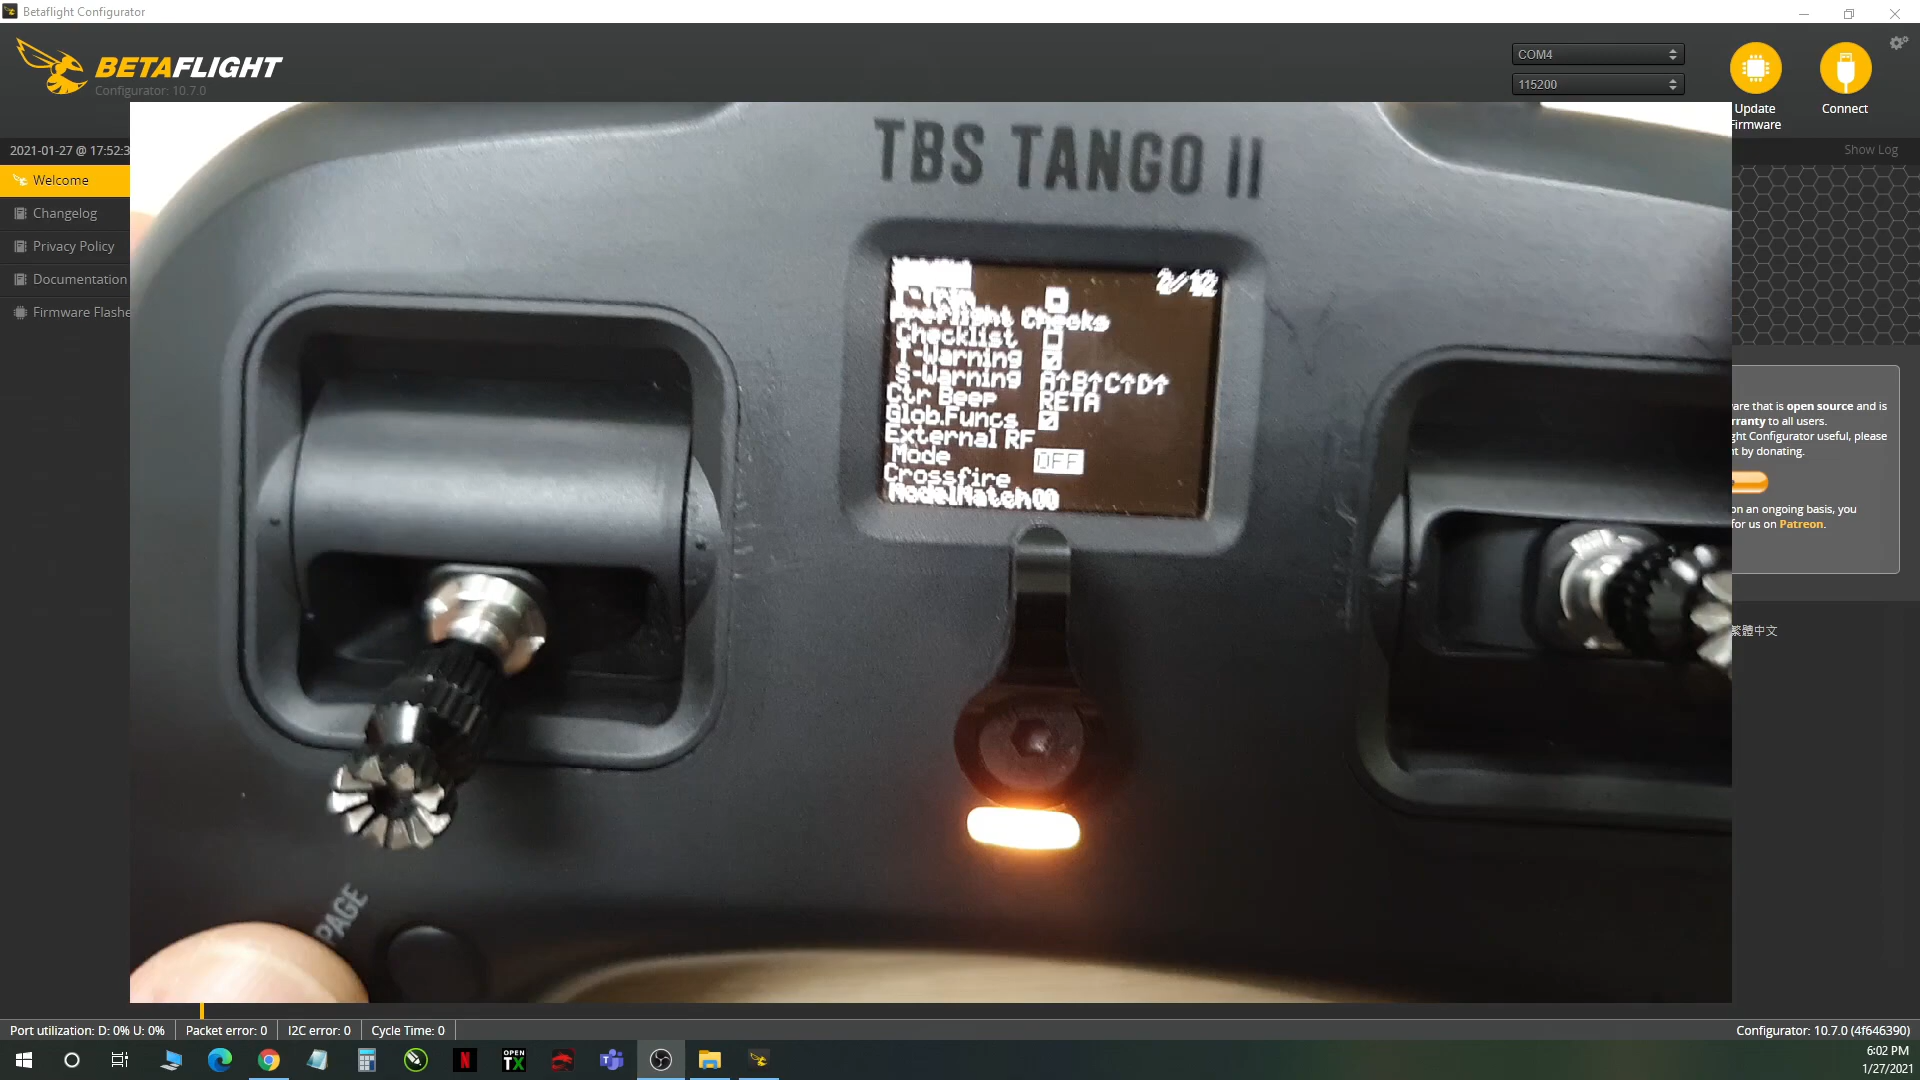 Betaflight Configurator
BETAFLIGHT
Configurator: 10.7.0
COM4
115200
Update
Firmware
Connect
2021-01-27 @ 17:52:3
Show Log
Welcome
Changelog
Privacy Policy
Documentation
Firmware Flashe
TBS TANGO II
2/12
Preflight Checks
Checklist
T-Warning
S-Warning A↑B↑C↑D↑
Ctr Beep RETA
Glob.Funcs
External RF
Mode OFF
Crossfire
PAGE
are that is open source and is
rranty to all users.
ght Configurator useful, please
t by donating.
on an ongoing basis, you
for us on Patreon.
繁體中文
Port utilization: D: 0% U: 0% Packet error: 0 I2C error: 0 Cycle Time: 0
Configurator: 10.7.0 (4f646390)
OPEN
TX
N
6:02 PM
1/27/2021